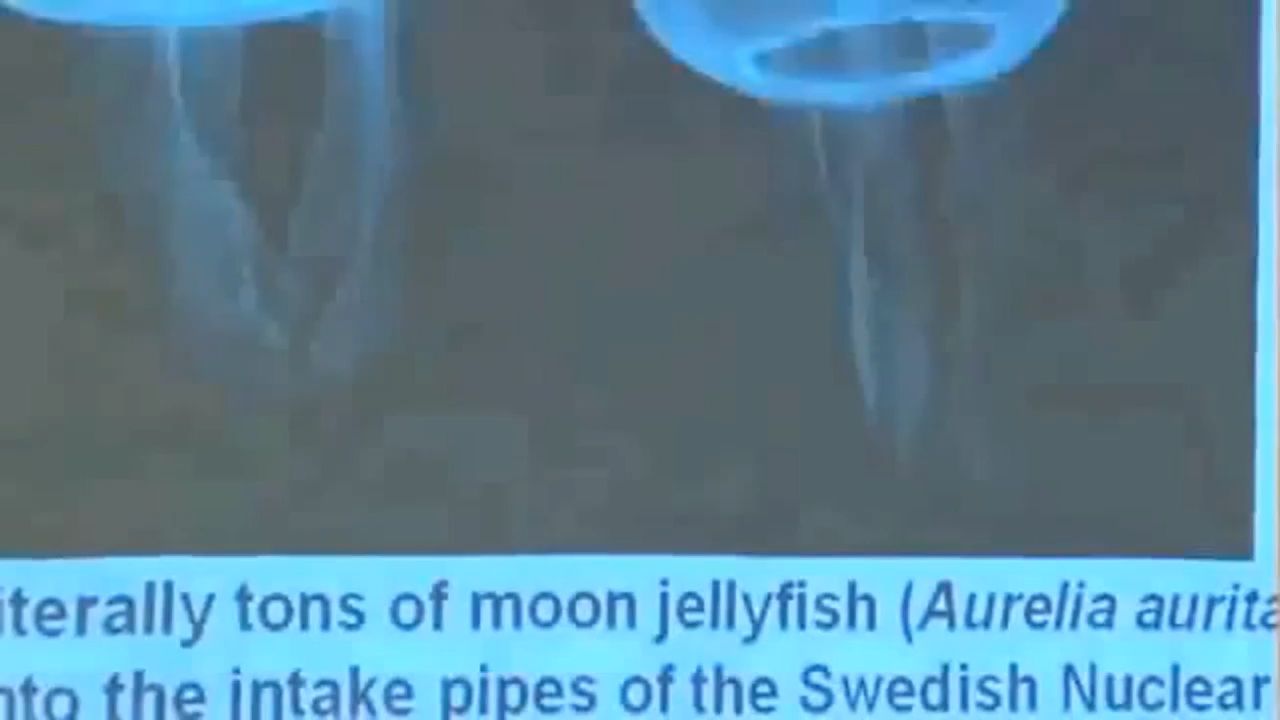 iterally tons of moon jellyfish (Aurelia aurita
nto the intake pipes of the Swedish Nuclear